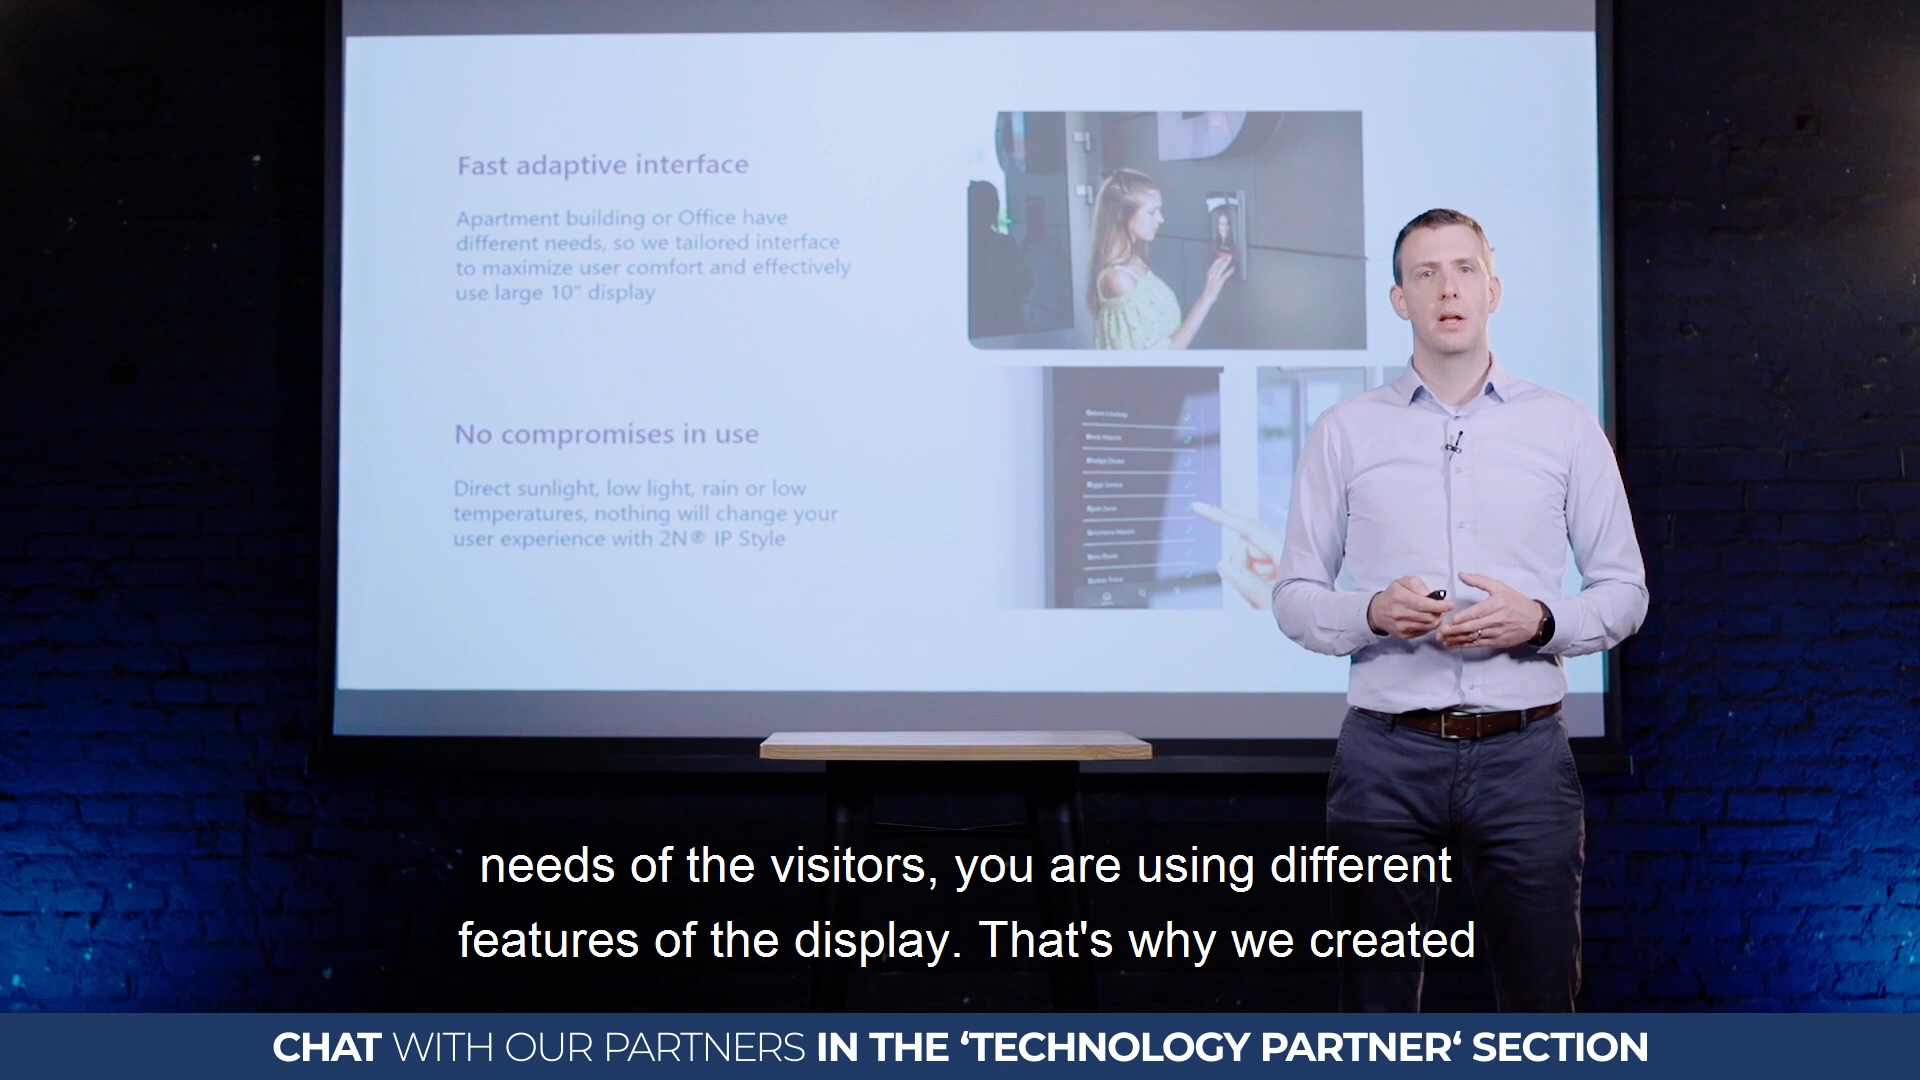 Fast adaptive interface
Apartment building or Office have
different needs, so we tailored interface
to maximize user comfort and effectively
use large 10" display
No compromises in use
Direct sunlight, low light, rain or low
temperatures, nothing will change your
user experience with 2N® IP Style
needs of the visitors, you are using different
features of the display. That's why we created
CHAT WITH OUR PARTNERS IN THE ‘TECHNOLOGY PARTNER‘ SECTION